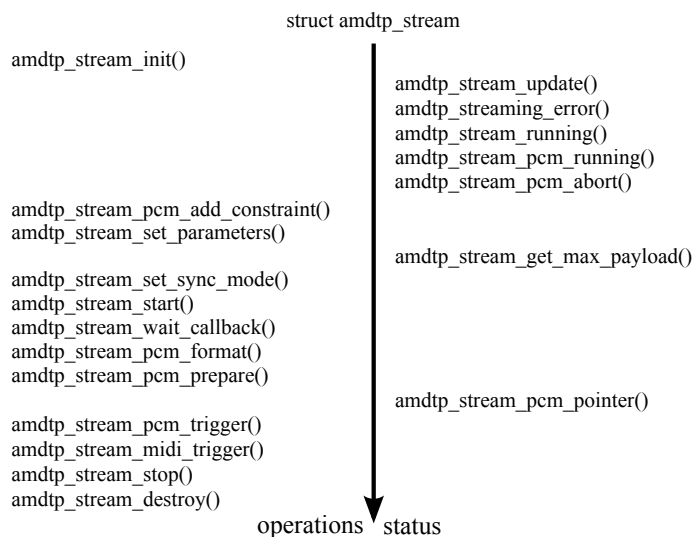 struct amdtp_stream
amdtp_stream_init()
amdtp_stream_update()
amdtp_streaming_error()
amdtp_stream_running()
amdtp_stream_pcm_running()
amdtp_stream_pcm_abort()
amdtp_stream_pcm_add_constraint()
amdtp_stream_set_parameters()
amdtp_stream_get_max_payload()
amdtp_stream_set_sync_mode()
amdtp_stream_start()
amdtp_stream_wait_callback()
amdtp_stream_pcm_format()
amdtp_stream_pcm_prepare()
amdtp_stream_pcm_pointer()
amdtp_stream_pcm_trigger()
amdtp_stream_midi_trigger()
amdtp_stream_stop()
amdtp_stream_destroy()
operations status